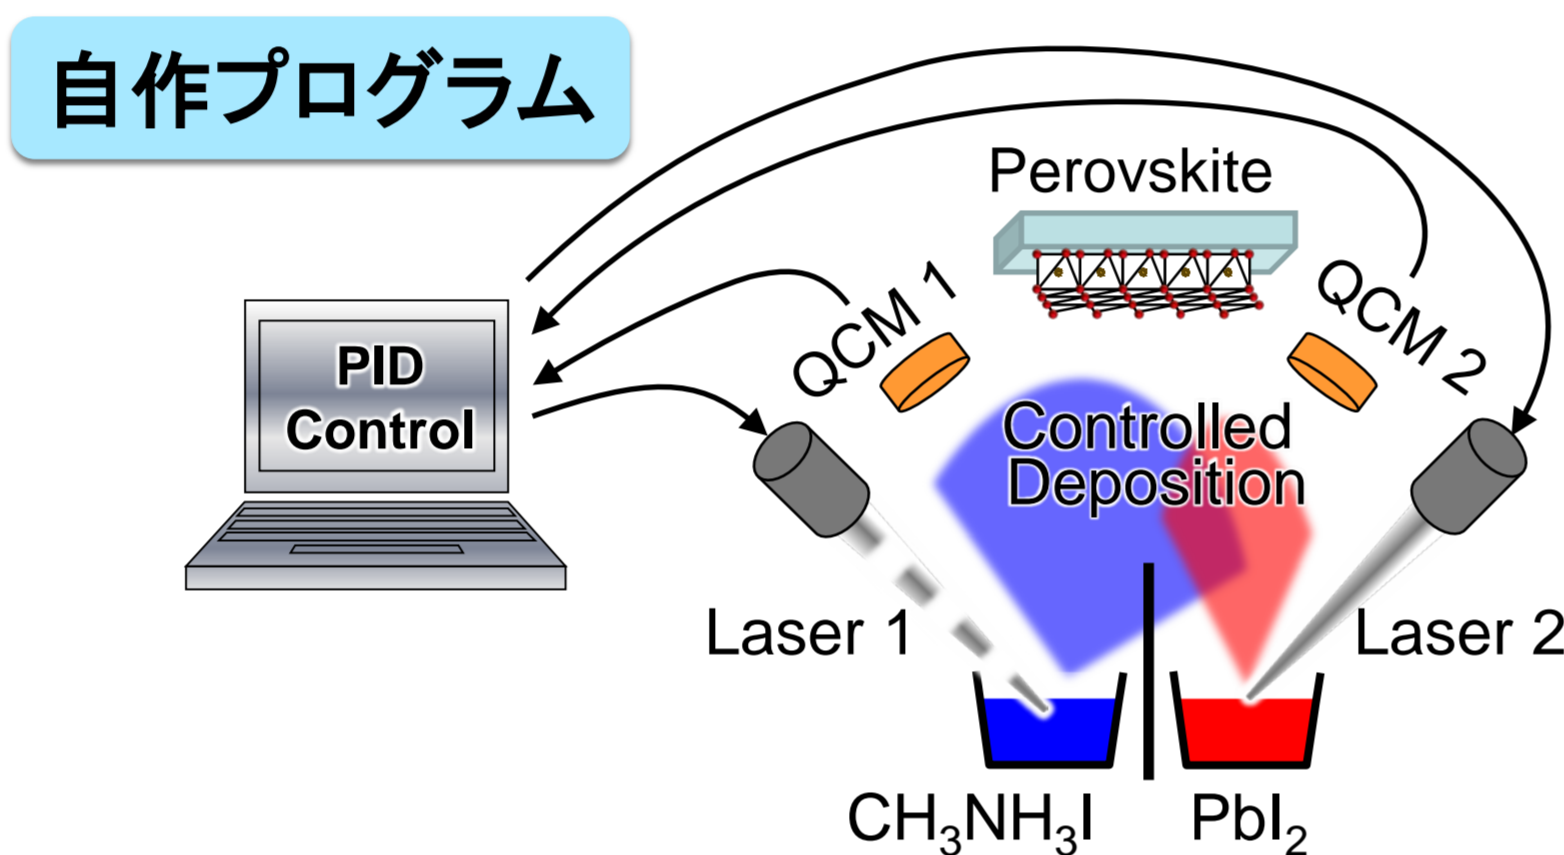 自作プログラム
Perovskite
QCM 1
QCM 2
PID
Control
Controlled
Deposition
Laser 1
Laser 2
CH₃NH₃I
PbI₂